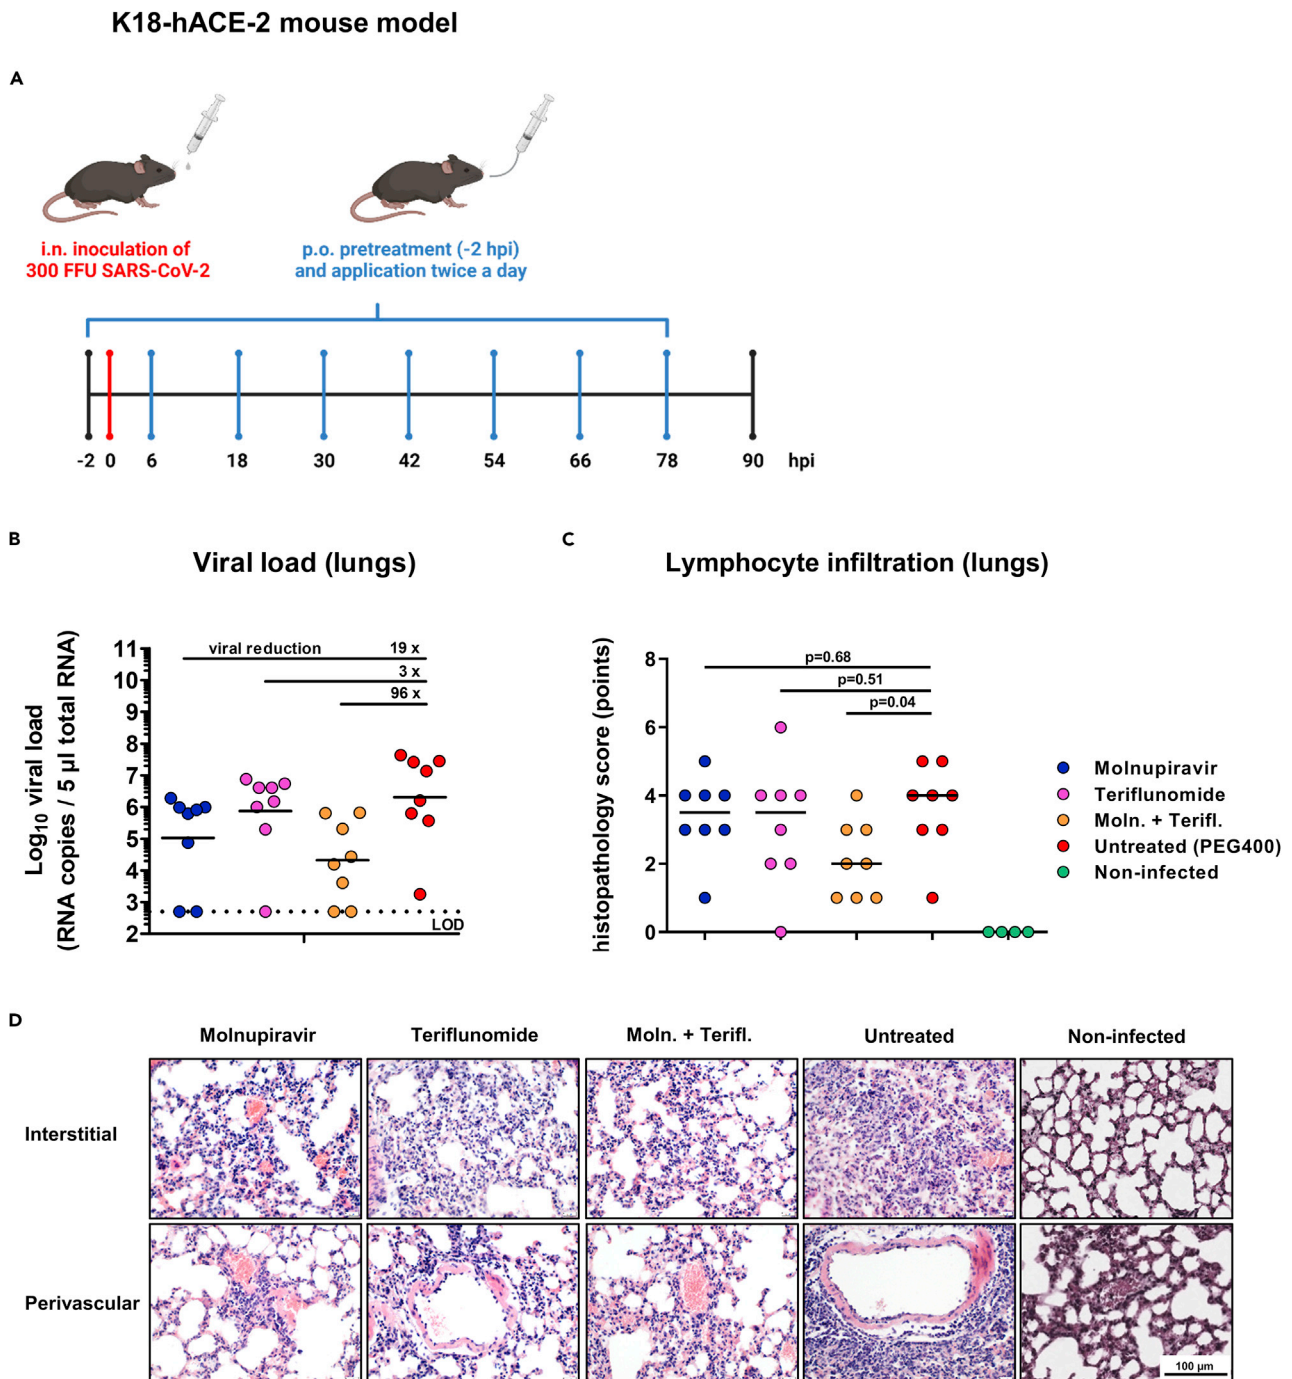 K18-hACE-2 mouse model
A
i.n. inoculation of
300 FFU SARS-CoV-2
p.o. pretreatment (-2 hpi)
and application twice a day
-2 0 6 18 30 42 54 66 78 90 hpi
B
Viral load (lungs)
Log10 viral load
(RNA copies / 5 µl total RNA)
11
10
9
8
7
6
5
4
3
2
viral reduction 19 x
3 x
96 x
LOD
C
Lymphocyte infiltration (lungs)
histopathology score (points)
8
6
4
2
0
p=0.68
p=0.51
p=0.04
Molnupiravir
Teriflunomide
Moln. + Terifl.
Untreated (PEG400)
Non-infected
D
Molnupiravir Teriflunomide Moln. + Terifl. Untreated Non-infected
Interstitial
Perivascular
100 µm